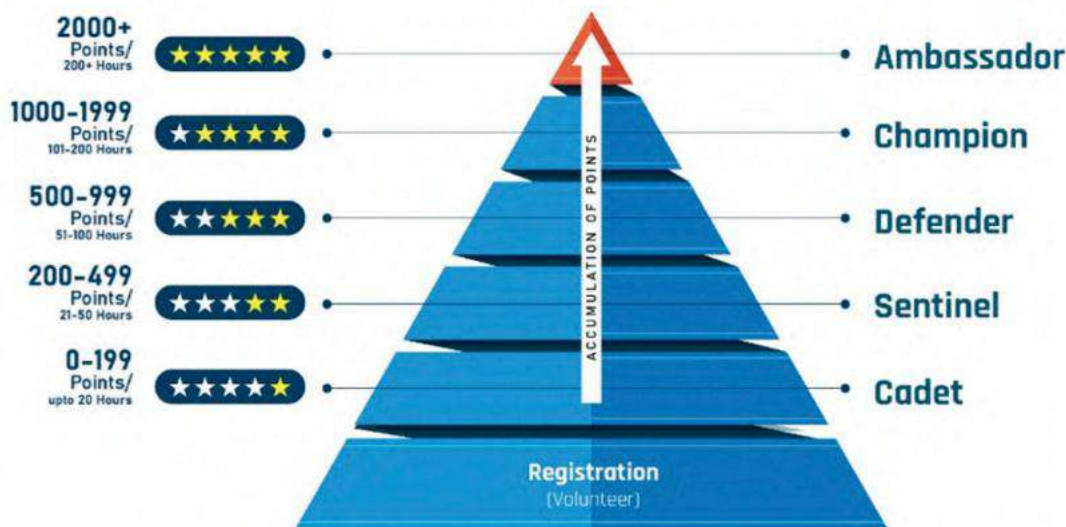 2000+
Points/
200+ Hours
Ambassador
1000-1999
Points/
101-200 Hours
Champion
500-999
Points/
51-100 Hours
Defender
200-499
Points/
21-50 Hours
Sentinel
0-199
Points/
upto 20 Hours
Cadet
ACCUMULATION OF POINTS
Registration
(Volunteer)